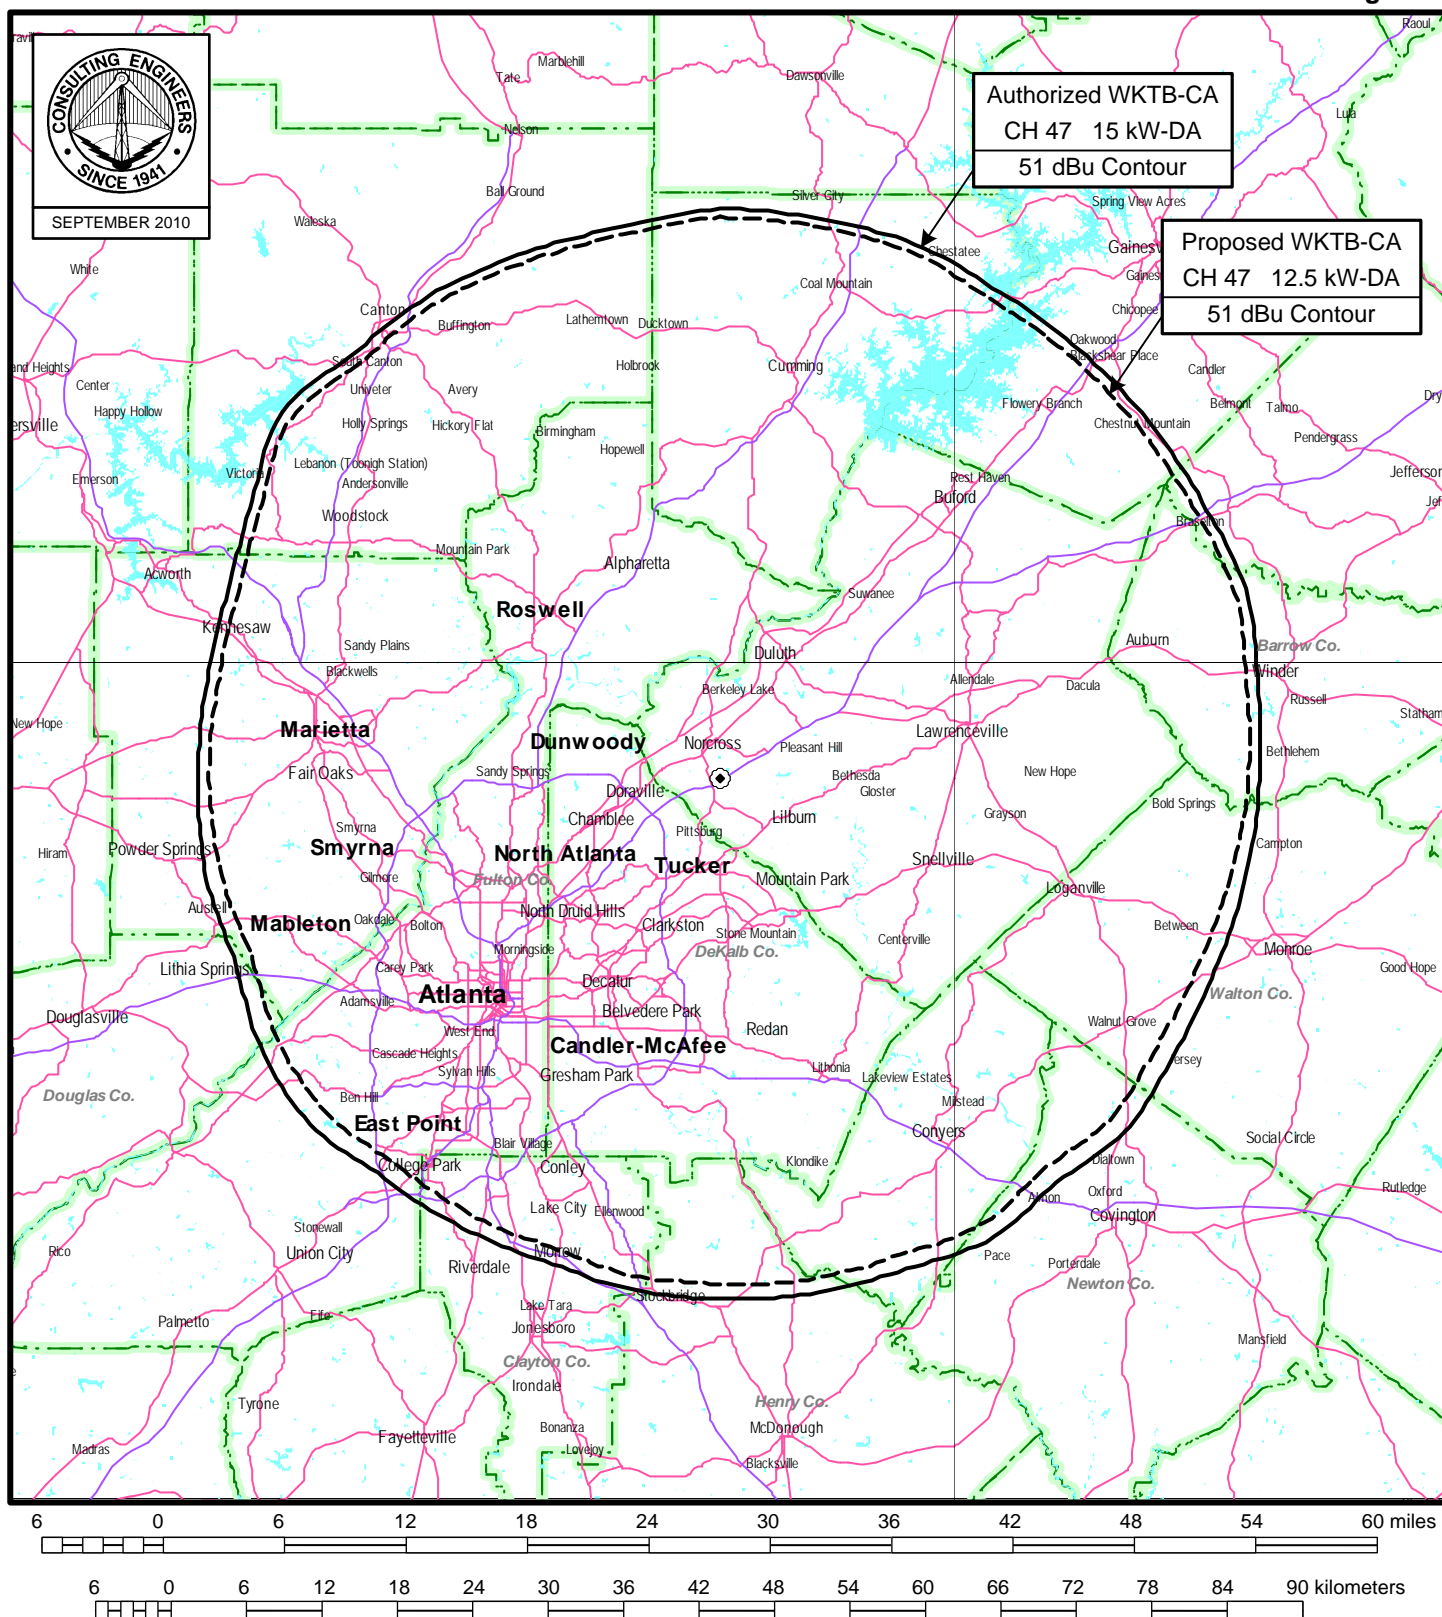 CONSULTING ENGINEERS
• SINCE 1941 •
SEPTEMBER 2010
Authorized WKTB-CA
CH 47 15 kW-DA
51 dBu Contour
Proposed WKTB-CA
CH 47 12.5 kW-DA
51 dBu Contour
Raoul
Marblehill
Tate
Dawsonville
Lula
Nelson
Ball Ground
Silver City
Spring View Acres
Waleska
Chestatee
White
Coal Mountain
Canton
Buffington
Lathemtown
Ducktown
Chicopee
Oakwood
Blackshear Place
South Canton
Holbrook
Cumming
Candler
Center
Univeter
Avery
Happy Hollow
Flowery Branch
Belmont
Talmo
Holly Springs
Hickory Flat
Birmingham
Chestnut Mountain
Pendergrass
Hopewell
Lebanon (Toonigh Station)
Victoria
Emerson
Andersonville
Rest Haven
Buford
Woodstock
Braselton
Mountain Park
Alpharetta
Acworth
Suwanee
Roswell
Kennesaw
Sandy Plains
Auburn
Barrow Co.
Duluth
Blackwells
Winder
Allendale
Dacula
Berkeley Lake
Russell
New Hope
Marietta
Statham
Lawrenceville
Dunwoody
Norcross
Pleasant Hill
Bethlehem
Fair Oaks
Sandy Springs
Bethesda
New Hope
Doraville
Gloster
Bold Springs
Chamblee
Lilburn
Grayson
Smyrna
Pittsburg
Smyrna
Powder Springs
Hiram
North Atlanta
Campton
Tucker
Snellville
Gilmore
Fulton Co.
Mountain Park
Loganville
Austell
North Druid Hills
Mableton
Oakdale
Bolton
Clarkston
Stone Mountain
Between
Centerville
Morningside
DeKalb Co.
Monroe
Lithia Springs
Carey Park
Decatur
Good Hope
Adamsville
Atlanta
Walton Co.
Douglasville
Belvedere Park
West End
Redan
Walnut Grove
Cascade Heights
Candler-McAfee
Jersey
Sylvan Hills
Gresham Park
Lithonia
Lakeview Estates
Douglas Co.
Ben Hill
Milstead
East Point
Conyers
Blair Village
Social Circle
College Park
Conley
Klondike
Dialtown
Almon
Oxford
Rutledge
Lake City
Ellenwood
Covington
Stonewall
Rico
Union City
Morrow
Pace
Riverdale
Porterdale
Newton Co.
Stockbridge
Fife
Lake Tara
Palmetto
Jonesboro
Mansfield
Clayton Co.
Irondale
Tyrone
Henry Co.
Bonanza
McDonough
Fayetteville
Madras
Lovejoy
Blacksville
6 0 6 12 18 24 30 36 42 48 54 60 miles
6 0 6 12 18 24 30 36 42 48 54 60 66 72 78 84 90 kilometers